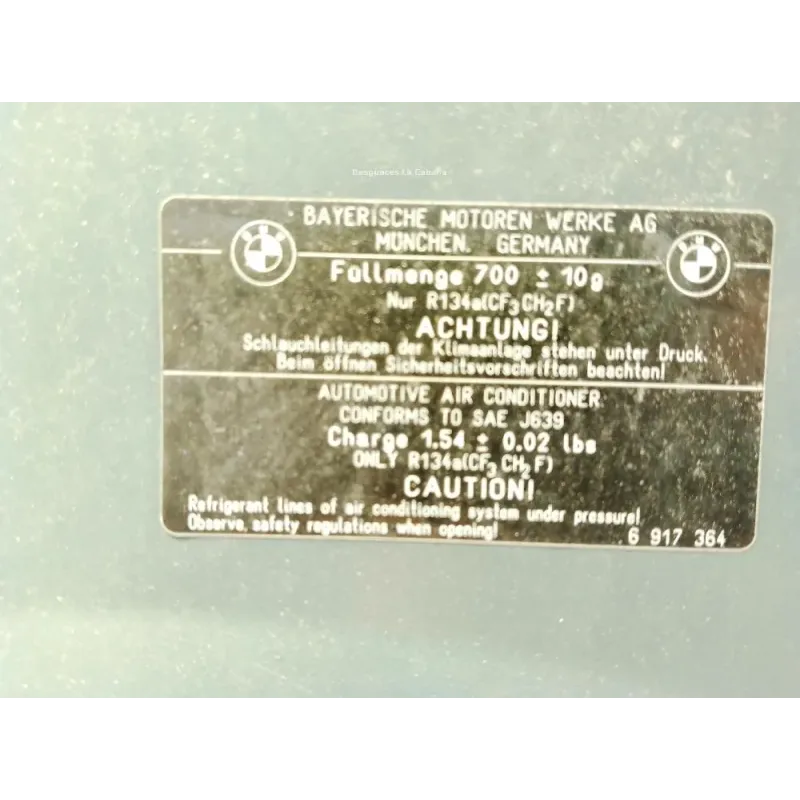 BAYERISCHE MOTOREN WERKE AG
MÜNCHEN, GERMANY
Füllmenge 700 ± 10g
Nur R134a(CF3CH2F)
ACHTUNG!
Schlauchleitungen der Klimaanlage stehen unter Druck.
Beim öffnen Sicherheitsvorschriften beachten!
AUTOMOTIVE AIR CONDITIONER
CONFORMS TO SAE J639
Charge 1.54 ± 0.02 lbs
ONLY R134a(CF3CH2F)
CAUTION!
Refrigerant lines of air conditioning system under pressure!
Observe safety regulations when opening!
6 917 364